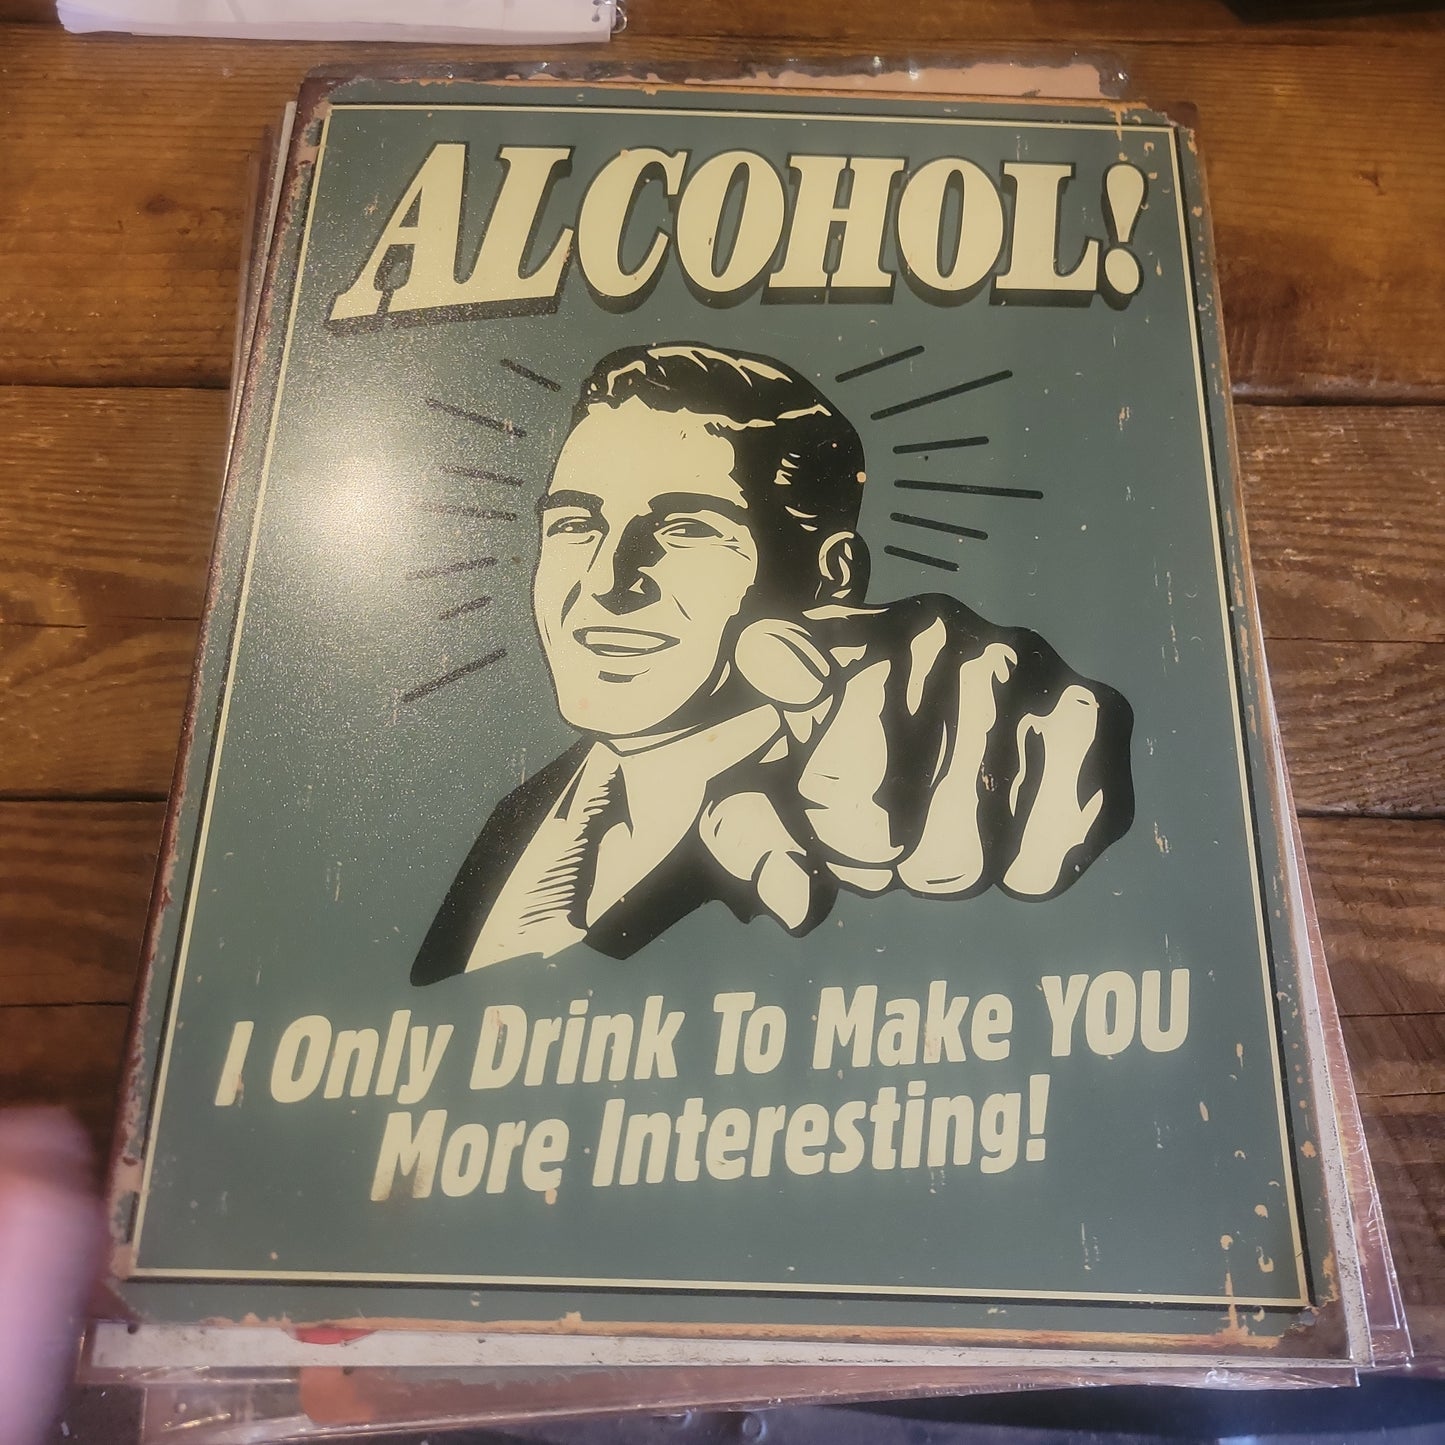 ALCOHOL!
I Only Drink To Make YOU
More Interesting!